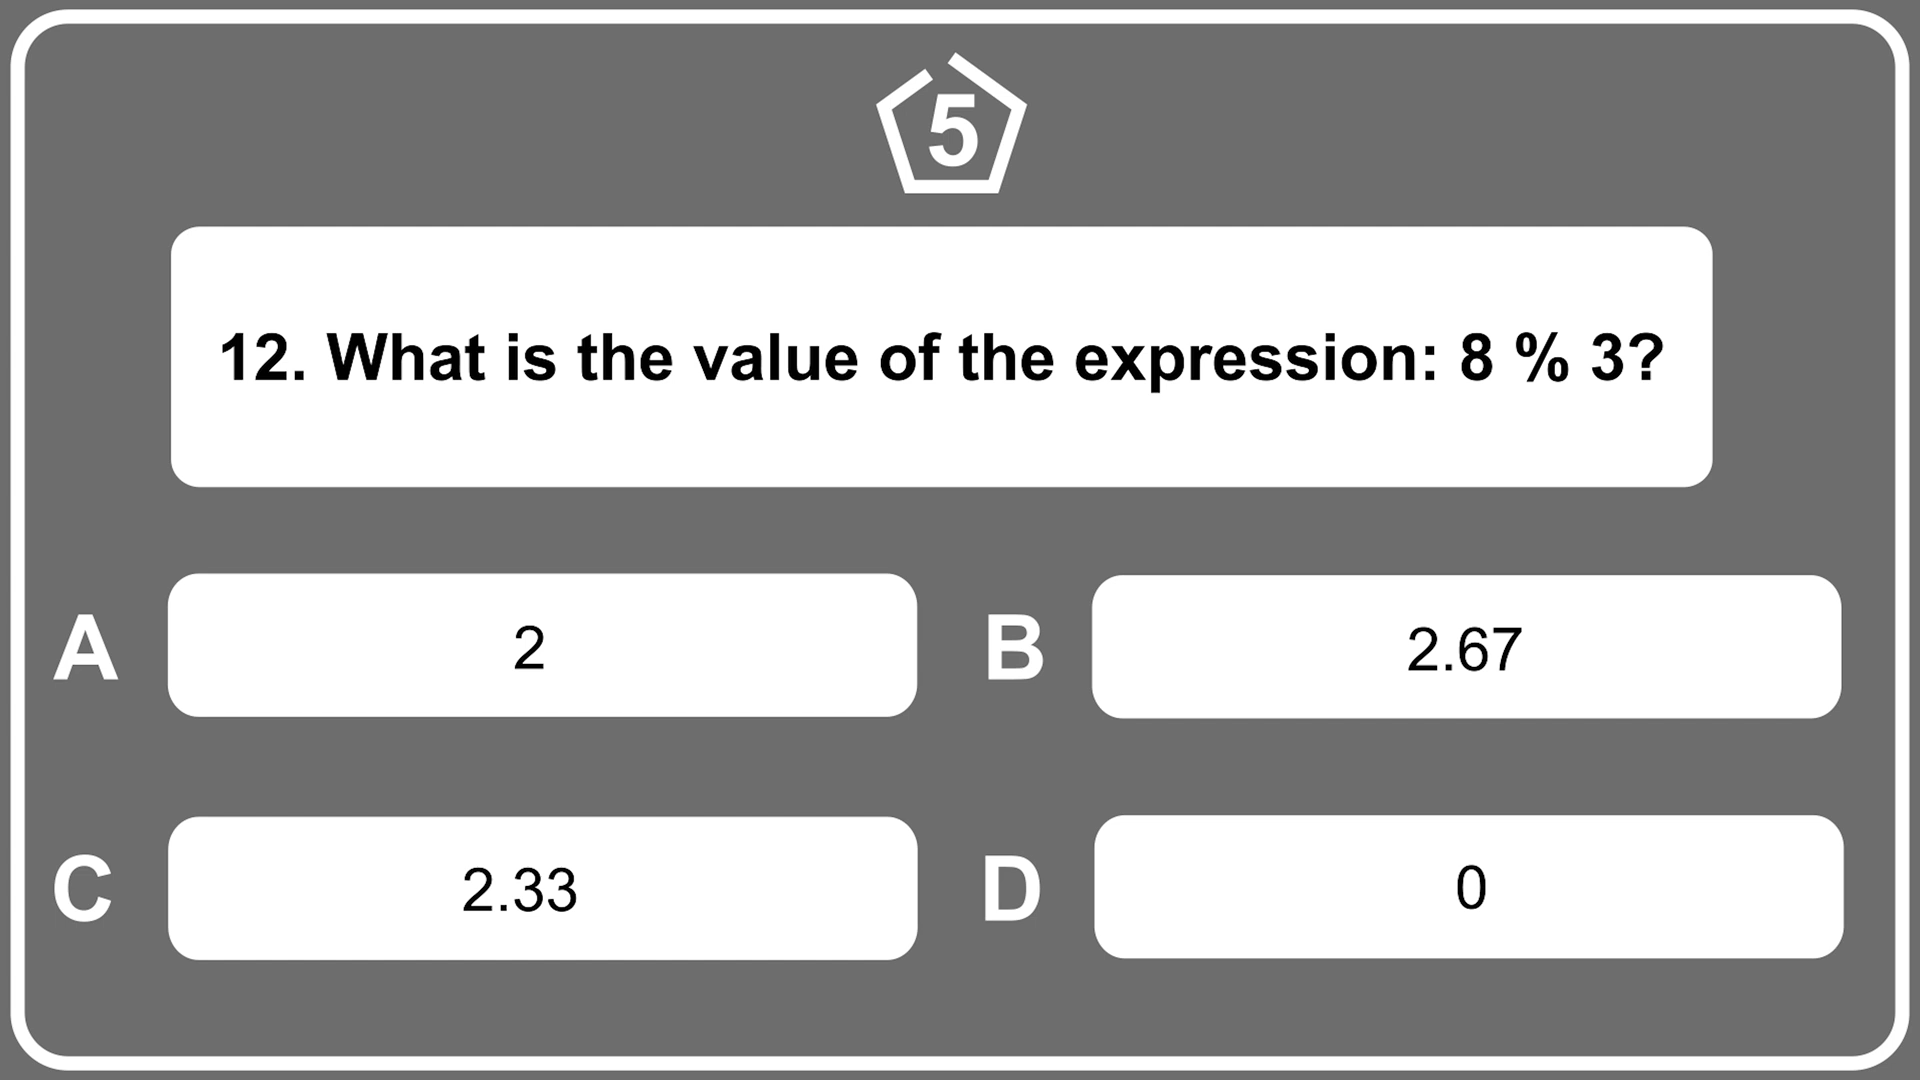 5
12. What is the value of the expression: 8 % 3?
A 2
B 2.67
C 2.33
D 0